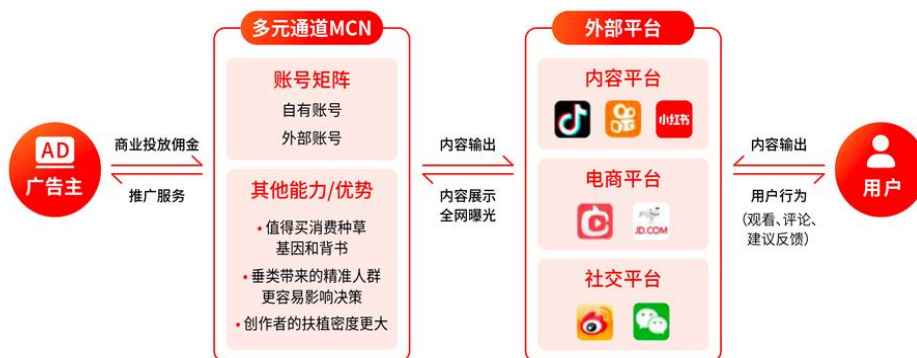 多元通道MCN
账号矩阵
自有账号
外部账号
其他能力/优势
• 值得买消费种草
基因和背书
• 垂类带来的精准人群
更容易影响决策
• 创作者的扶植密度更大
外部平台
内容平台
小红书
电商平台
JD.COM
社交平台
AD
广告主
商业投放佣金
推广服务
内容输出
内容展示
全网曝光
内容输出
用户行为
(观看、评论、
建议反馈)
用户